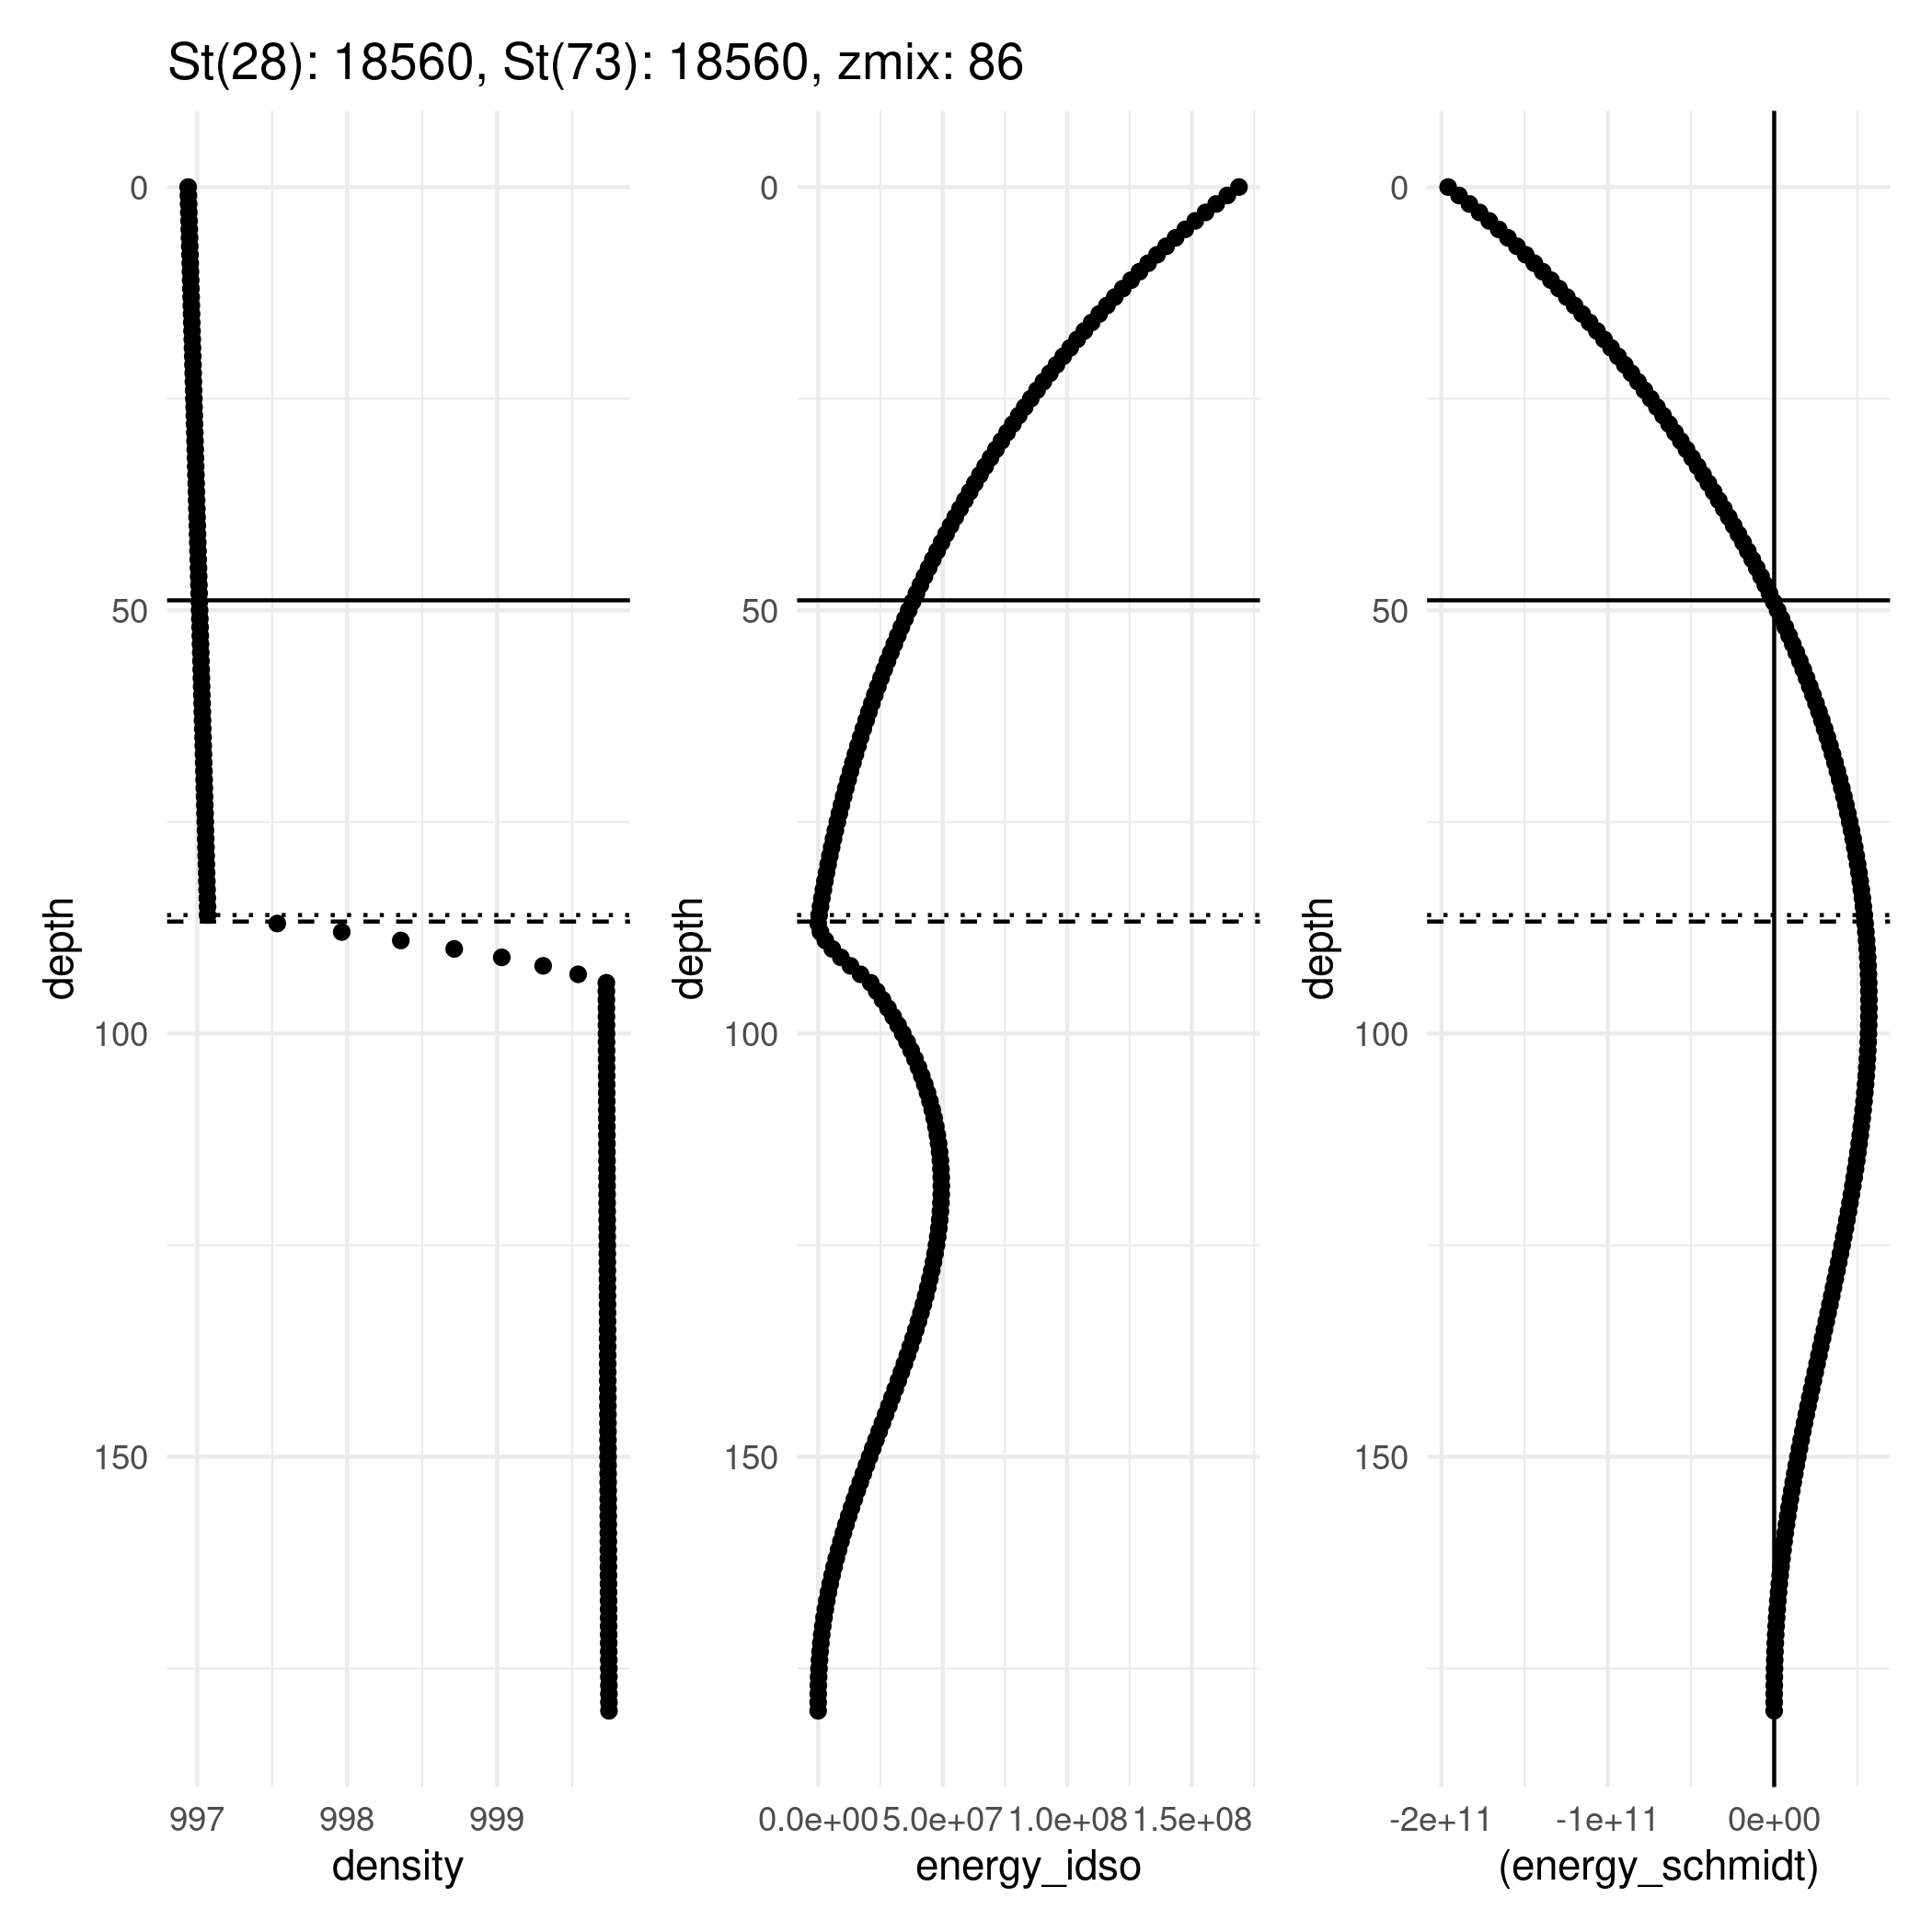 St(28): 18560, St(73): 18560, zmix: 86
depth
0
50
100
150
997
998
999
density
depth
0
50
100
150
0.0e+00
5.0e+07
1.0e+08
1.5e+08
energy_idso
depth
0
50
100
150
-2e+11
-1e+11
0e+00
(energy_schmidt)